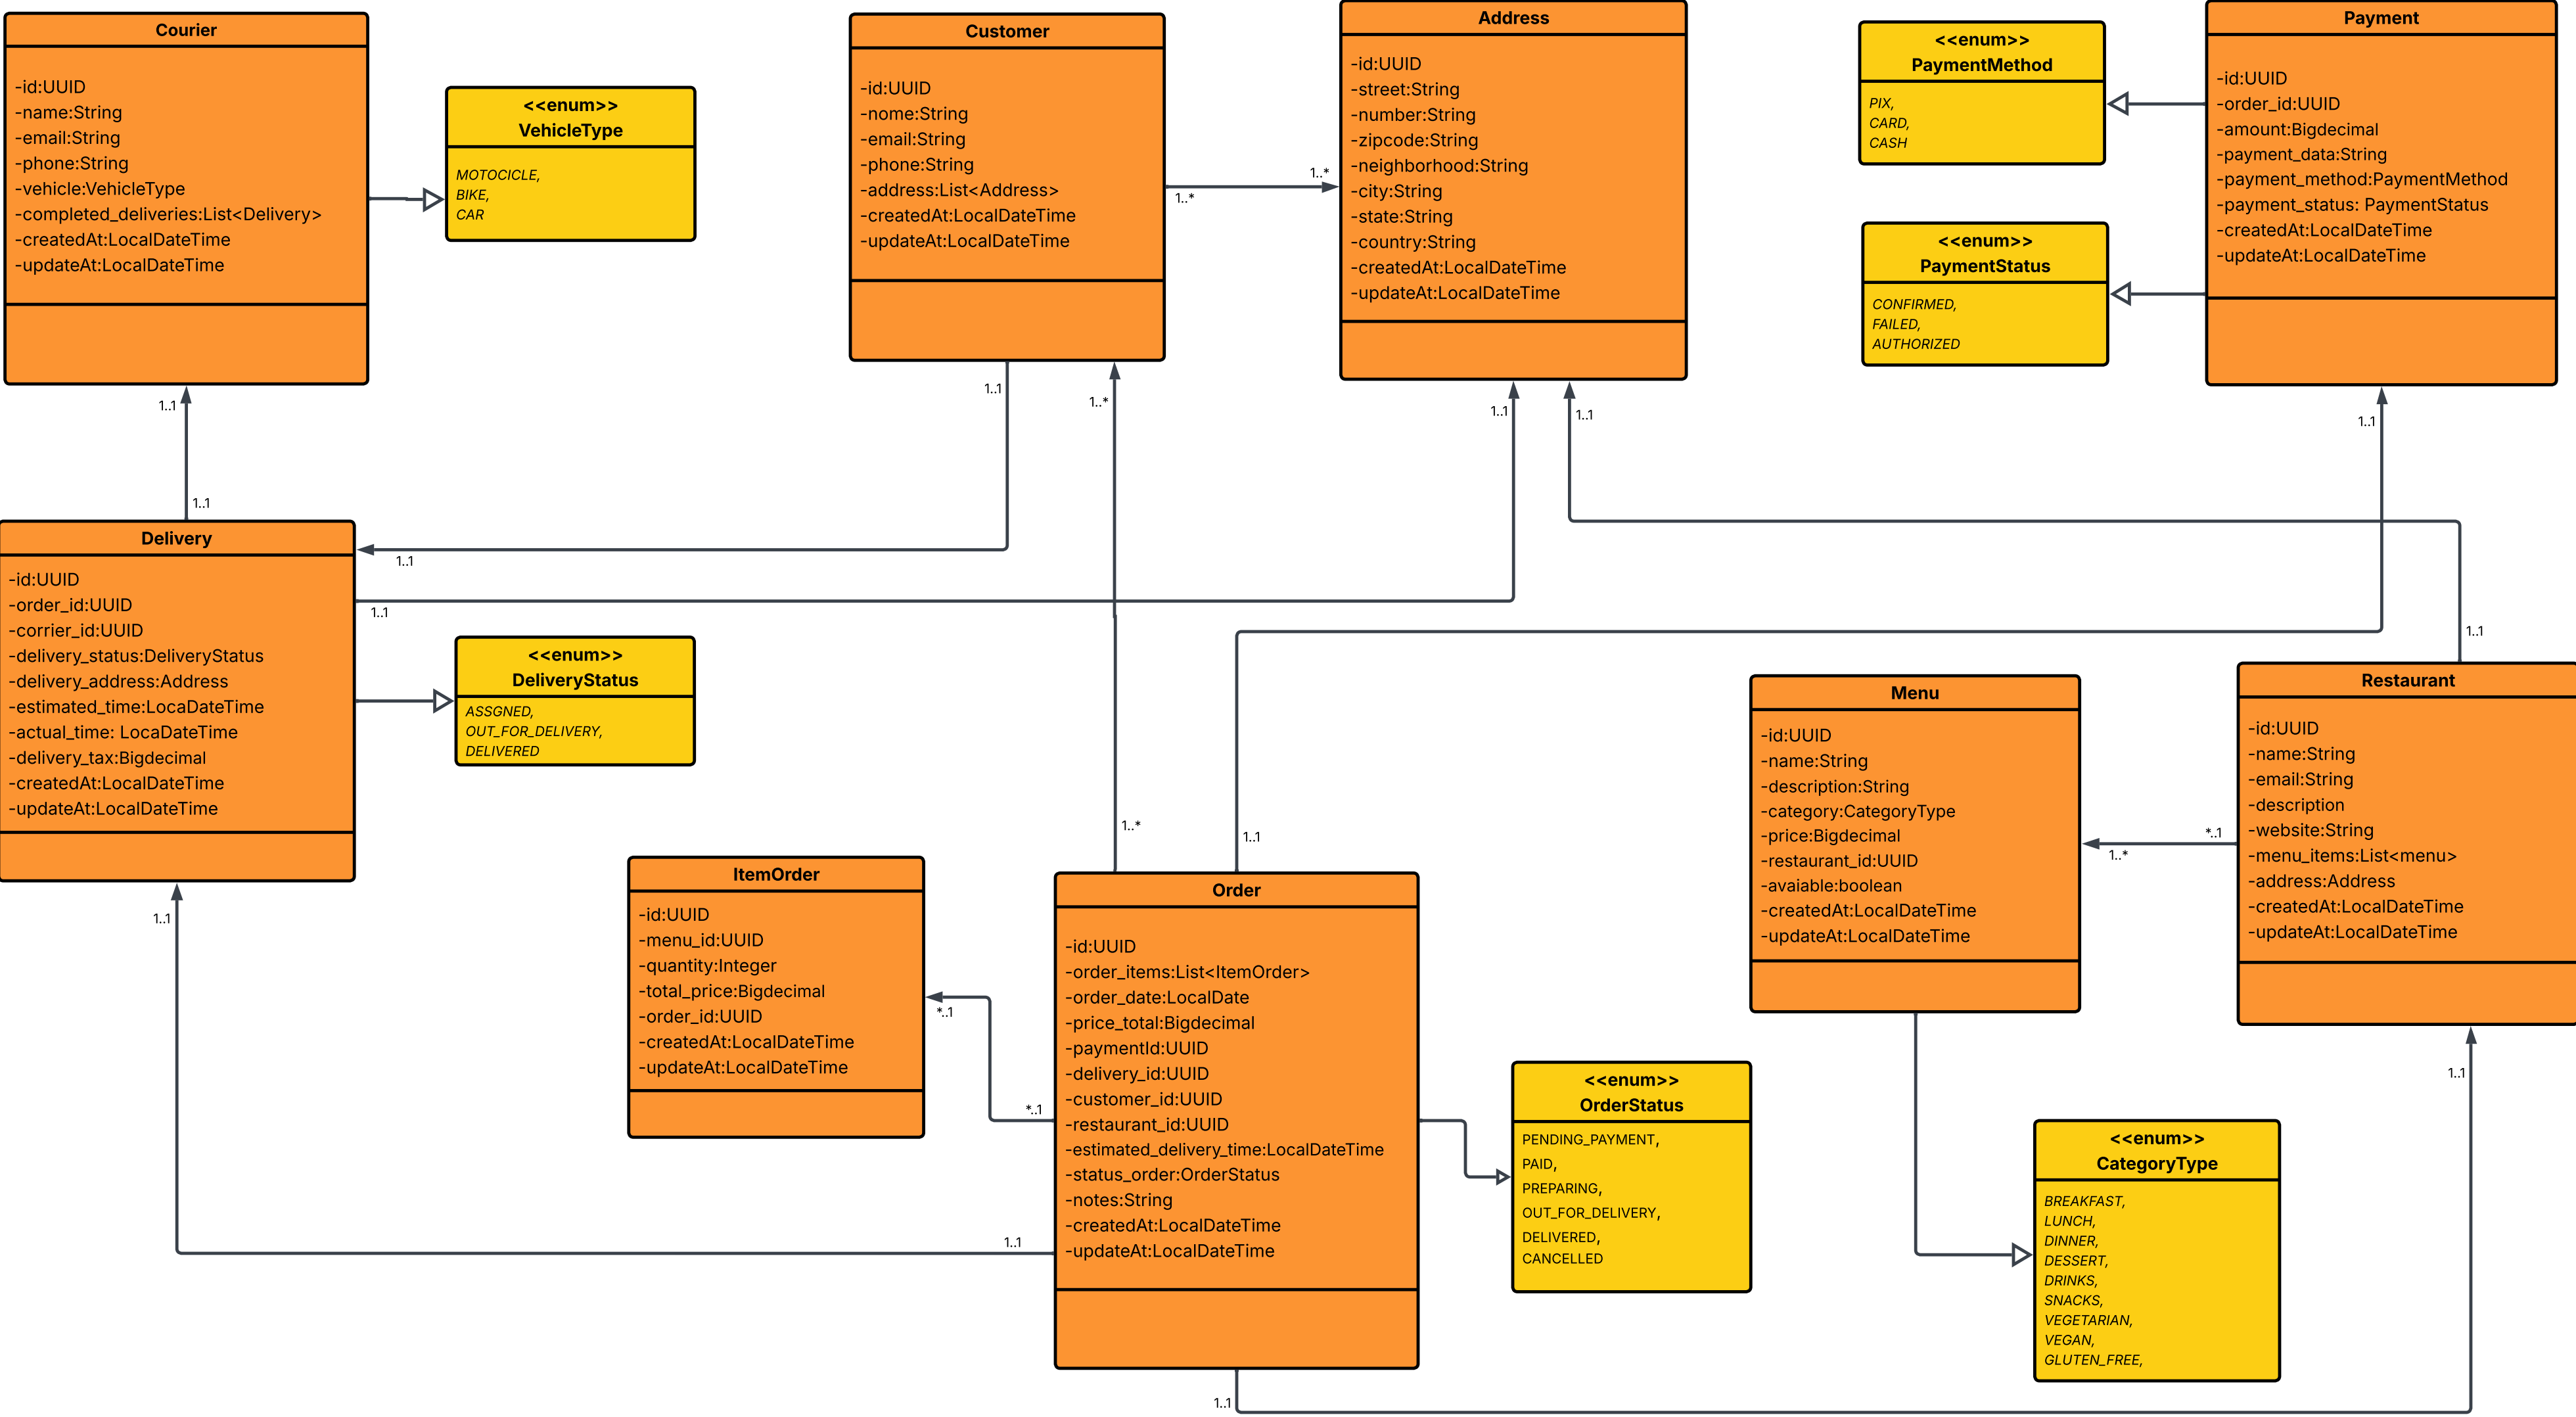 Courier
-id:UUID
-name:String
-email:String
-phone:String
-vehicle:VehicleType
-completed_deliveries:List<Delivery>
-createdAt:LocalDateTime
-updateAt:LocalDateTime
<<enum>>
VehicleType
MOTOCICLE,
BIKE,
CAR
Customer
-id:UUID
-nome:String
-email:String
-phone:String
-address:List<Address>
-createdAt:LocalDateTime
-updateAt:LocalDateTime
1..*
1..*
Address
-id:UUID
-street:String
-number:String
-zipcode:String
-neighborhood:String
-city:String
-state:String
-country:String
-createdAt:LocalDateTime
-updateAt:LocalDateTime
<<enum>>
PaymentMethod
PIX,
CARD,
CASH
<<enum>>
PaymentStatus
CONFIRMED,
FAILED,
AUTHORIZED
Payment
-id:UUID
-order_id:UUID
-amount:Bigdecimal
-payment_data:String
-payment_method:PaymentMethod
-payment_status: PaymentStatus
-createdAt:LocalDateTime
-updateAt:LocalDateTime
1..1
1..1
1..*
1..1
1..1
1..1
1..1
1..1
1..1
Delivery
-id:UUID
-order_id:UUID
-corrier_id:UUID
-delivery_status:DeliveryStatus
-delivery_address:Address
-estimated_time:LocaDateTime
-actual_time: LocaDateTime
-delivery_tax:Bigdecimal
-createdAt:LocalDateTime
-updateAt:LocalDateTime
<<enum>>
DeliveryStatus
ASSGNED,
OUT_FOR_DELIVERY,
DELIVERED
1..*
1..1
1..1
Menu
-id:UUID
-name:String
-description:String
-category:CategoryType
-price:Bigdecimal
-restaurant_id:UUID
-avaiable:boolean
-createdAt:LocalDateTime
-updateAt:LocalDateTime
*..1
1..*
Restaurant
-id:UUID
-name:String
-email:String
-description
-website:String
-menu_items:List<menu>
-address:Address
-createdAt:LocalDateTime
-updateAt:LocalDateTime
1..1
ItemOrder
-id:UUID
-menu_id:UUID
-quantity:Integer
-total_price:Bigdecimal
-order_id:UUID
-createdAt:LocalDateTime
-updateAt:LocalDateTime
*..1
*..1
1..1
Order
-id:UUID
-order_items:List<ItemOrder>
-order_date:LocalDate
-price_total:Bigdecimal
-paymentId:UUID
-delivery_id:UUID
-customer_id:UUID
-restaurant_id:UUID
-estimated_delivery_time:LocalDateTime
-status_order:OrderStatus
-notes:String
-createdAt:LocalDateTime
-updateAt:LocalDateTime
<<enum>>
OrderStatus
PENDING_PAYMENT,
PAID,
PREPARING,
OUT_FOR_DELIVERY,
DELIVERED,
CANCELLED
1..1
<<enum>>
CategoryType
BREAKFAST,
LUNCH,
DINNER,
DESSERT,
DRINKS,
SNACKS,
VEGETARIAN,
VEGAN,
GLUTEN_FREE,
1..1